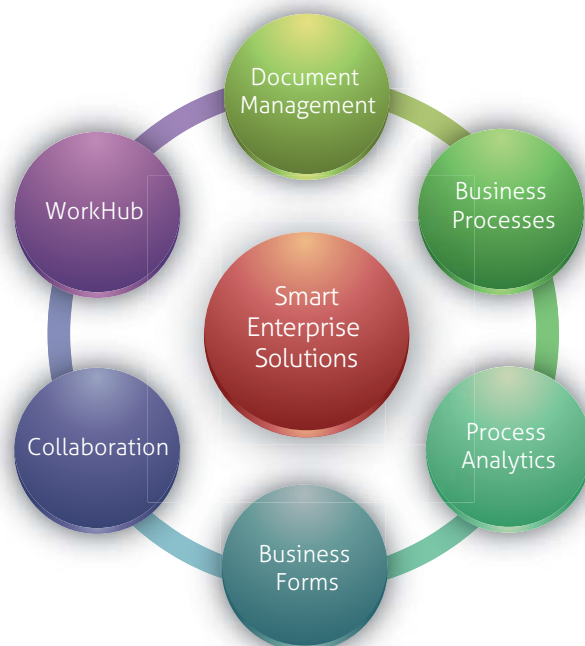 Document
Management
WorkHub
Business
Processes
Smart
Enterprise
Solutions
Collaboration
Process
Analytics
Business
Forms